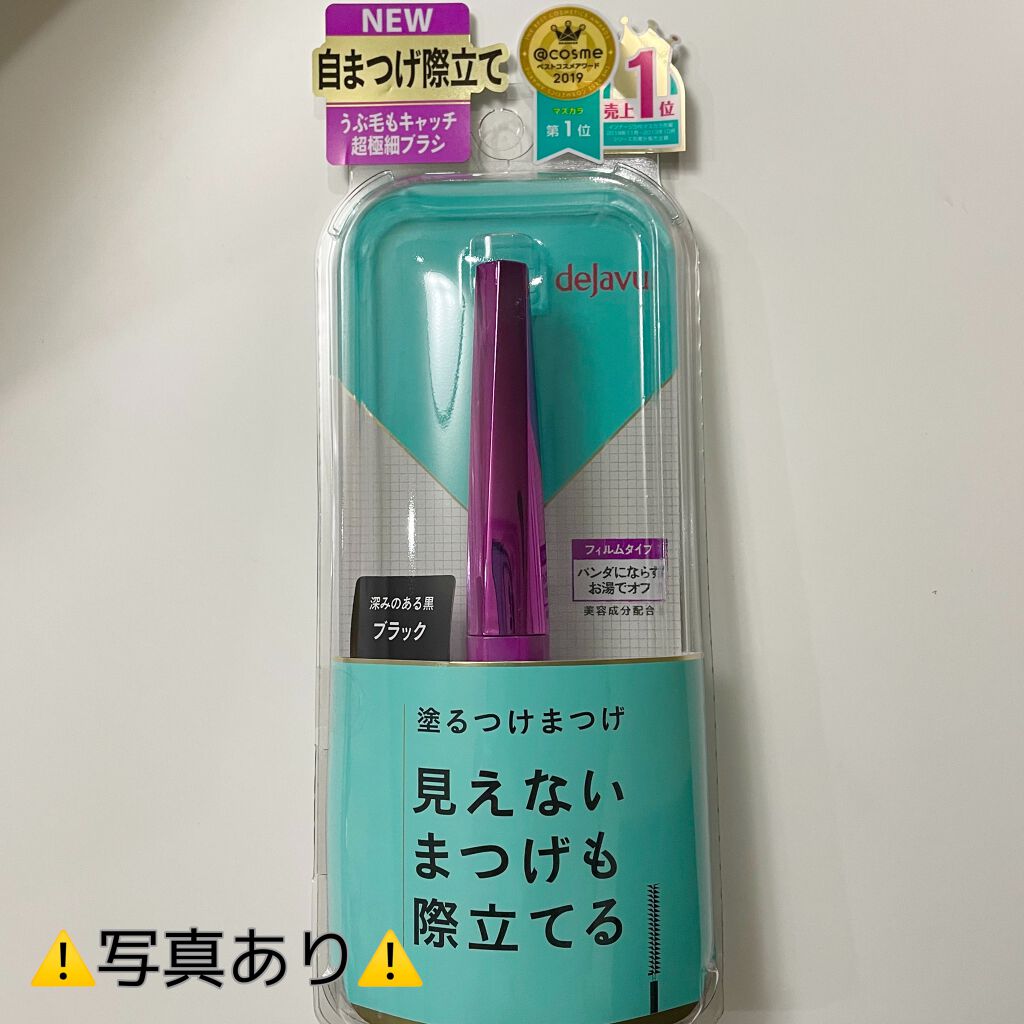 NEW
自まつげ際立て
うぶ毛もキャッチ
超極細ブラシ
@cosme
ベストコスメアワード
2019
マスカラ
第1位
売上1位
dejavu
フィルムタイプ
パンダにならず
お湯でオフ
美容成分配合
深みのある黒
ブラック
塗るつけまつげ
見えない
まつげも
際立てる
⚠️写真あり⚠️